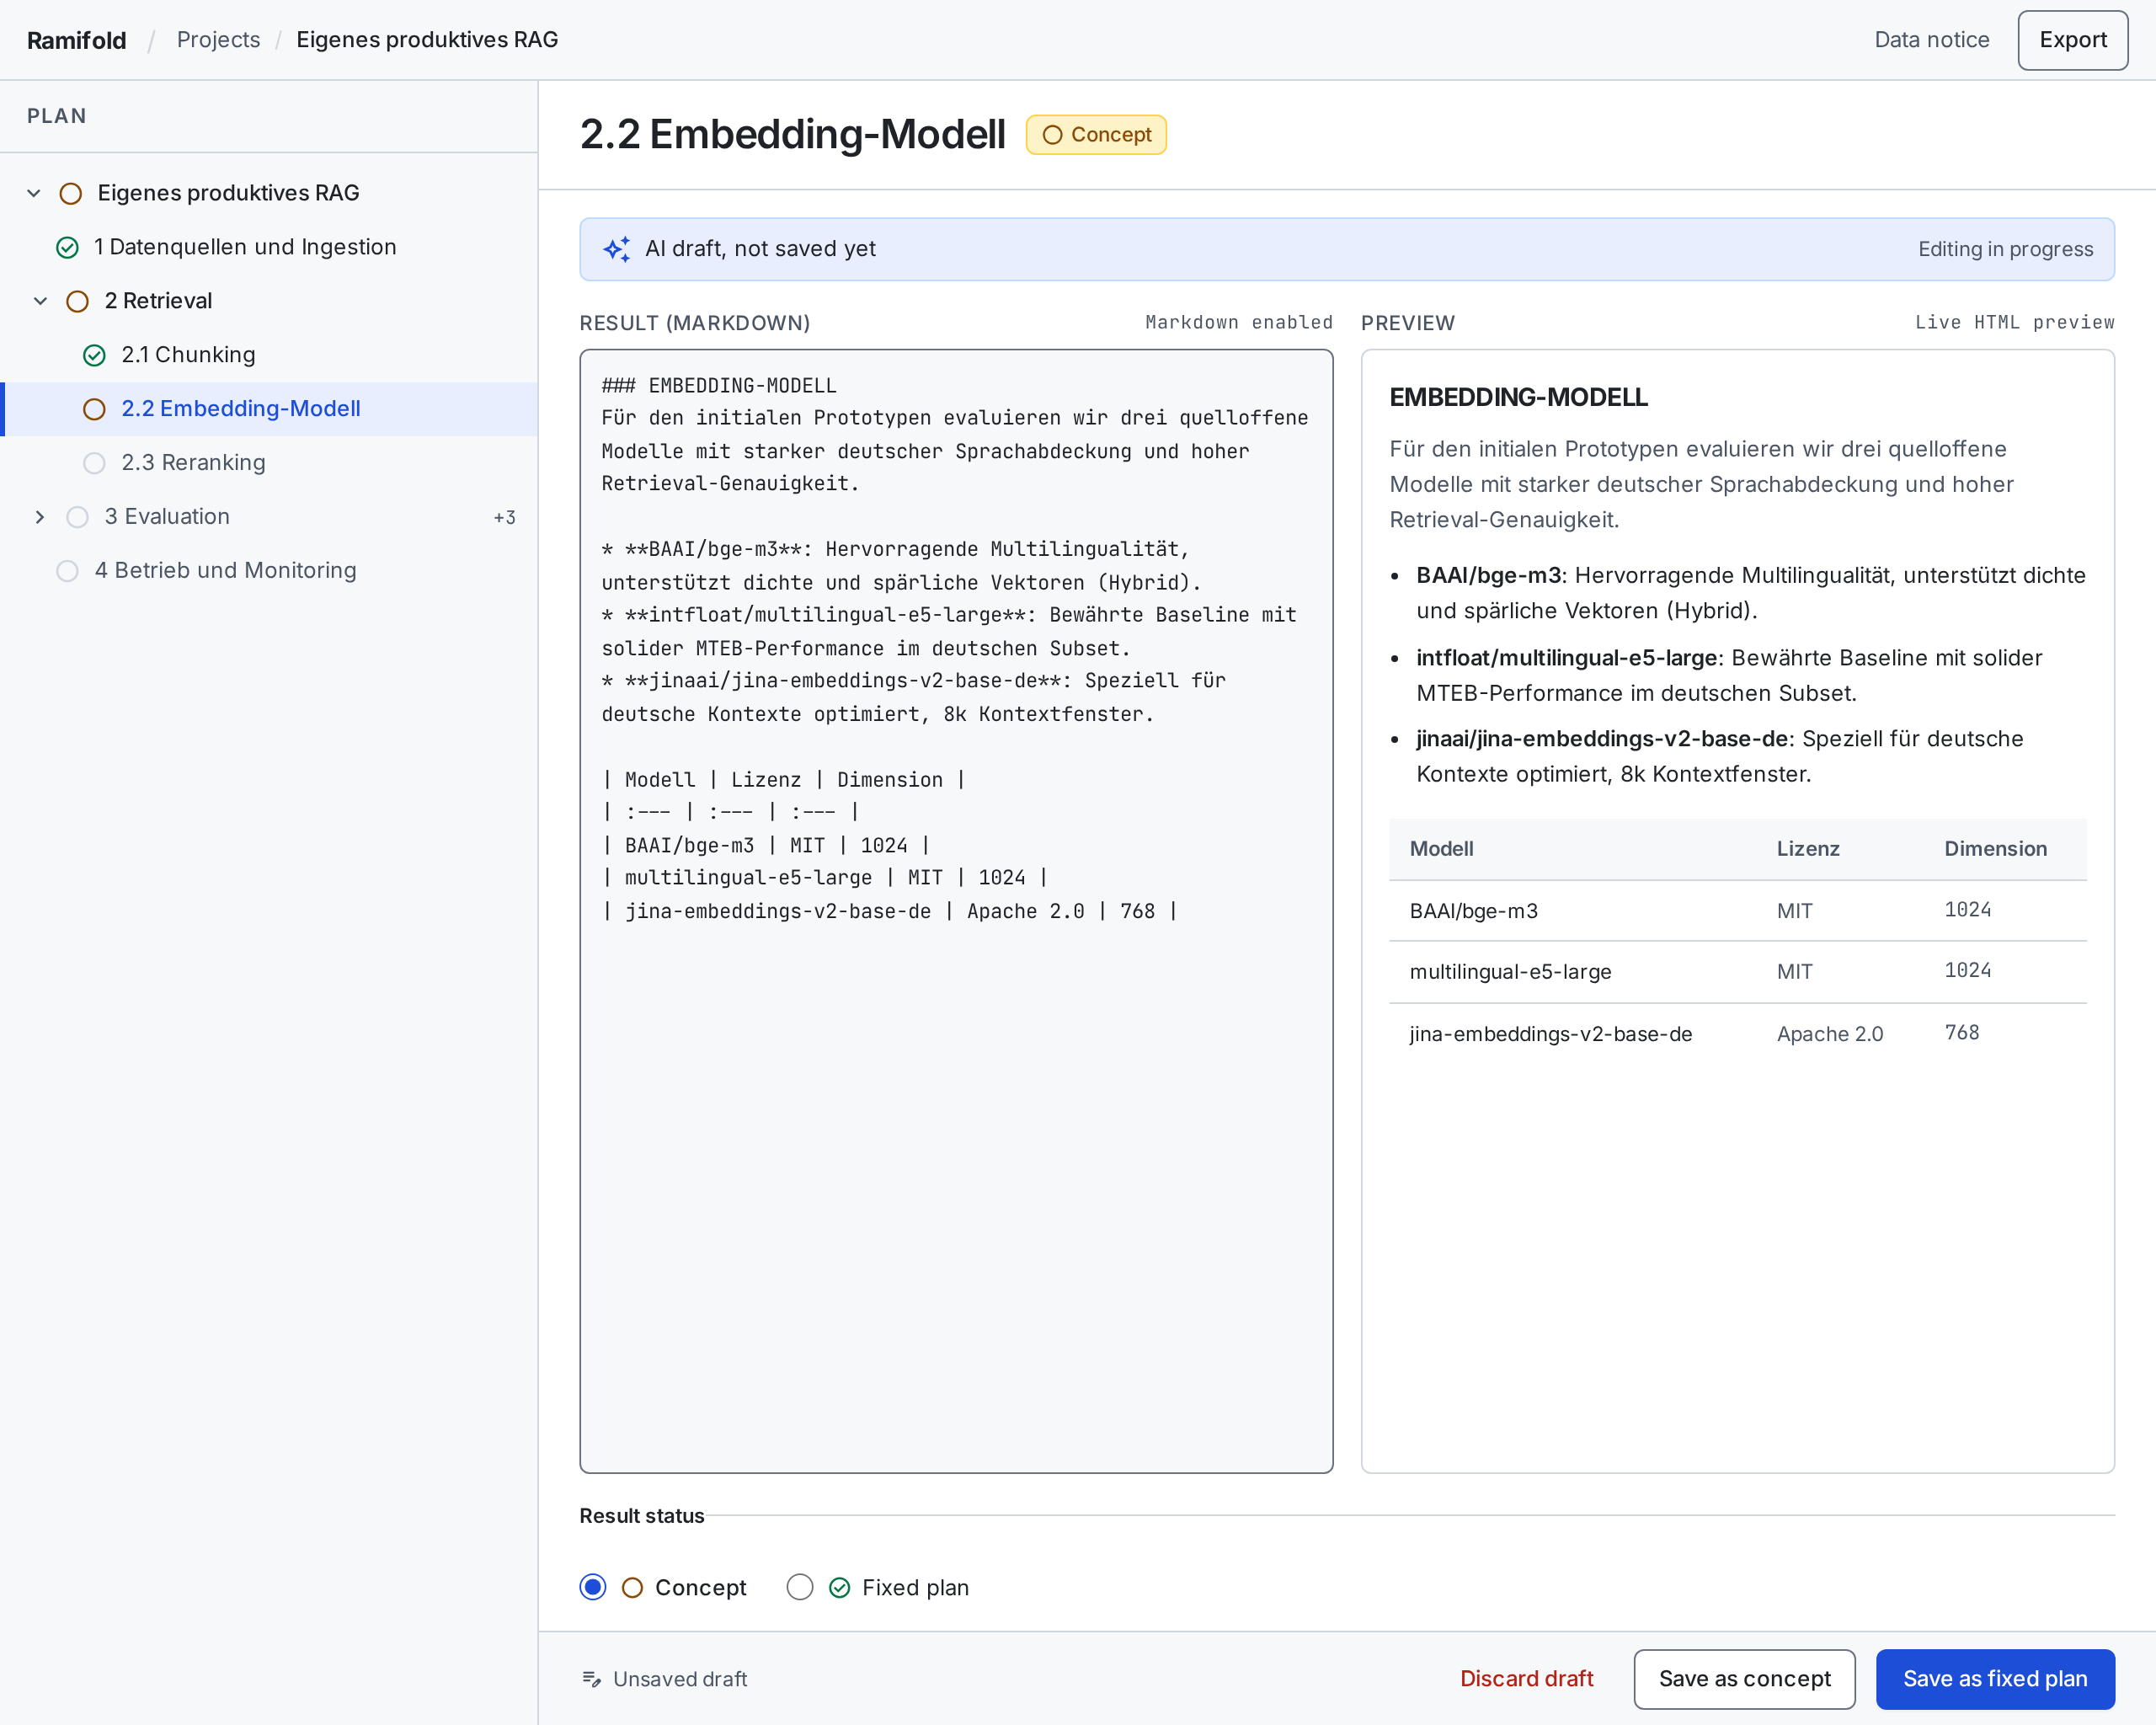 Ramifold / Projects / Eigenes produktives RAG
Data notice
Export
PLAN
Eigenes produktives RAG
1 Datenquellen und Ingestion
2 Retrieval
2.1 Chunking
2.2 Embedding-Modell
2.3 Reranking
3 Evaluation +3
4 Betrieb und Monitoring
2.2 Embedding-Modell
Concept
AI draft, not saved yet
Editing in progress
RESULT (MARKDOWN)
Markdown enabled
### EMBEDDING-MODELL
Für den initialen Prototypen evaluieren wir drei quelloffene
Modelle mit starker deutscher Sprachabdeckung und hoher
Retrieval-Genauigkeit.
* **BAAI/bge-m3**: Hervorragende Multilingualität,
unterstützt dichte und spärliche Vektoren (Hybrid).
* **intfloat/multilingual-e5-large**: Bewährte Baseline mit
solider MTEB-Performance im deutschen Subset.
* **jinaai/jina-embeddings-v2-base-de**: Speziell für
deutsche Kontexte optimiert, 8k Kontextfenster.
| Modell | Lizenz | Dimension |
| :--- | :--- | :--- |
| BAAI/bge-m3 | MIT | 1024 |
| multilingual-e5-large | MIT | 1024 |
| jina-embeddings-v2-base-de | Apache 2.0 | 768 |
PREVIEW
Live HTML preview
EMBEDDING-MODELL
Für den initialen Prototypen evaluieren wir drei quelloffene
Modelle mit starker deutscher Sprachabdeckung und hoher
Retrieval-Genauigkeit.
• BAAI/bge-m3: Hervorragende Multilingualität, unterstützt dichte
und spärliche Vektoren (Hybrid).
• intfloat/multilingual-e5-large: Bewährte Baseline mit solider
MTEB-Performance im deutschen Subset.
• jinaai/jina-embeddings-v2-base-de: Speziell für deutsche
Kontexte optimiert, 8k Kontextfenster.
Modell Lizenz Dimension
BAAI/bge-m3 MIT 1024
multilingual-e5-large MIT 1024
jina-embeddings-v2-base-de Apache 2.0 768
Result status
Concept
Fixed plan
Unsaved draft
Discard draft
Save as concept
Save as fixed plan